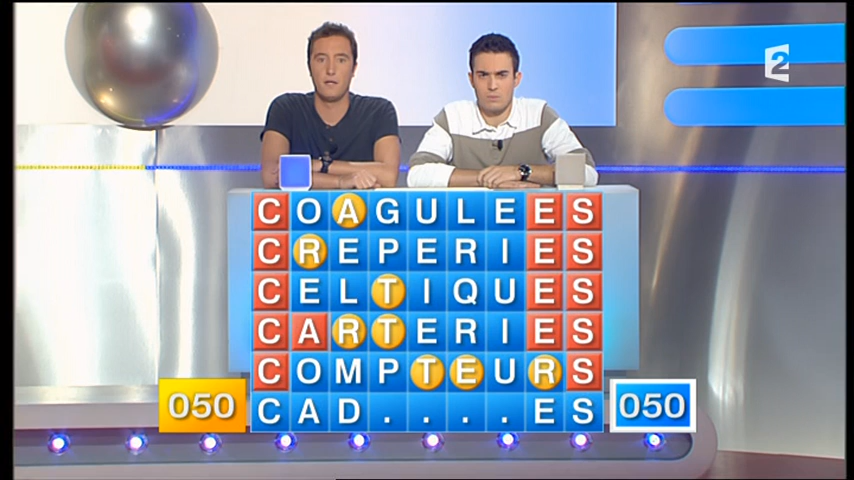 2
COAGULEES
CREPERIES
CELTIQUES
CARTERIES
COMPTEURS
050 CAD....ES 050